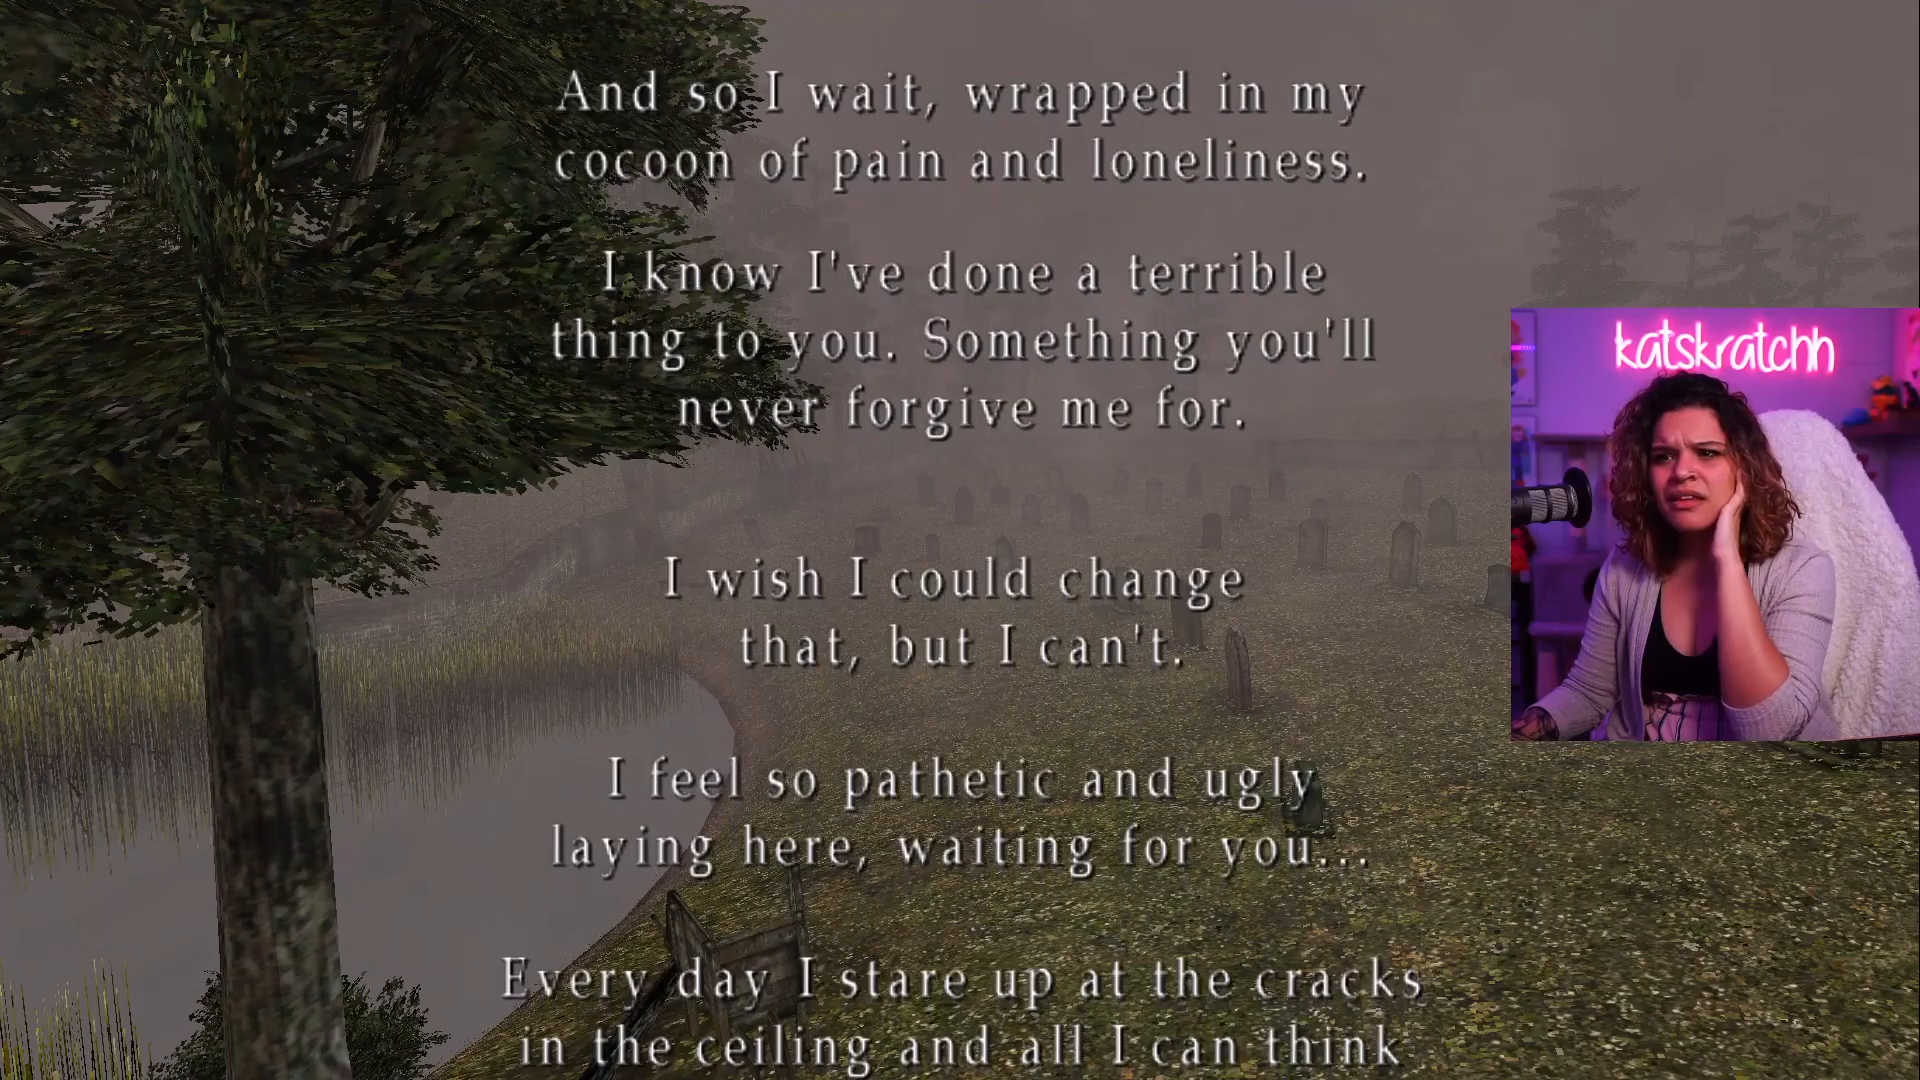 And so I wait, wrapped in my
cocoon of pain and loneliness.
I know I've done a terrible
thing to you. Something you'll
never forgive me for.
I wish I could change
that, but I can't.
I feel so pathetic and ugly
laying here, waiting for you...
Every day I stare up at the cracks
in the ceiling and all I can think
katskratchh